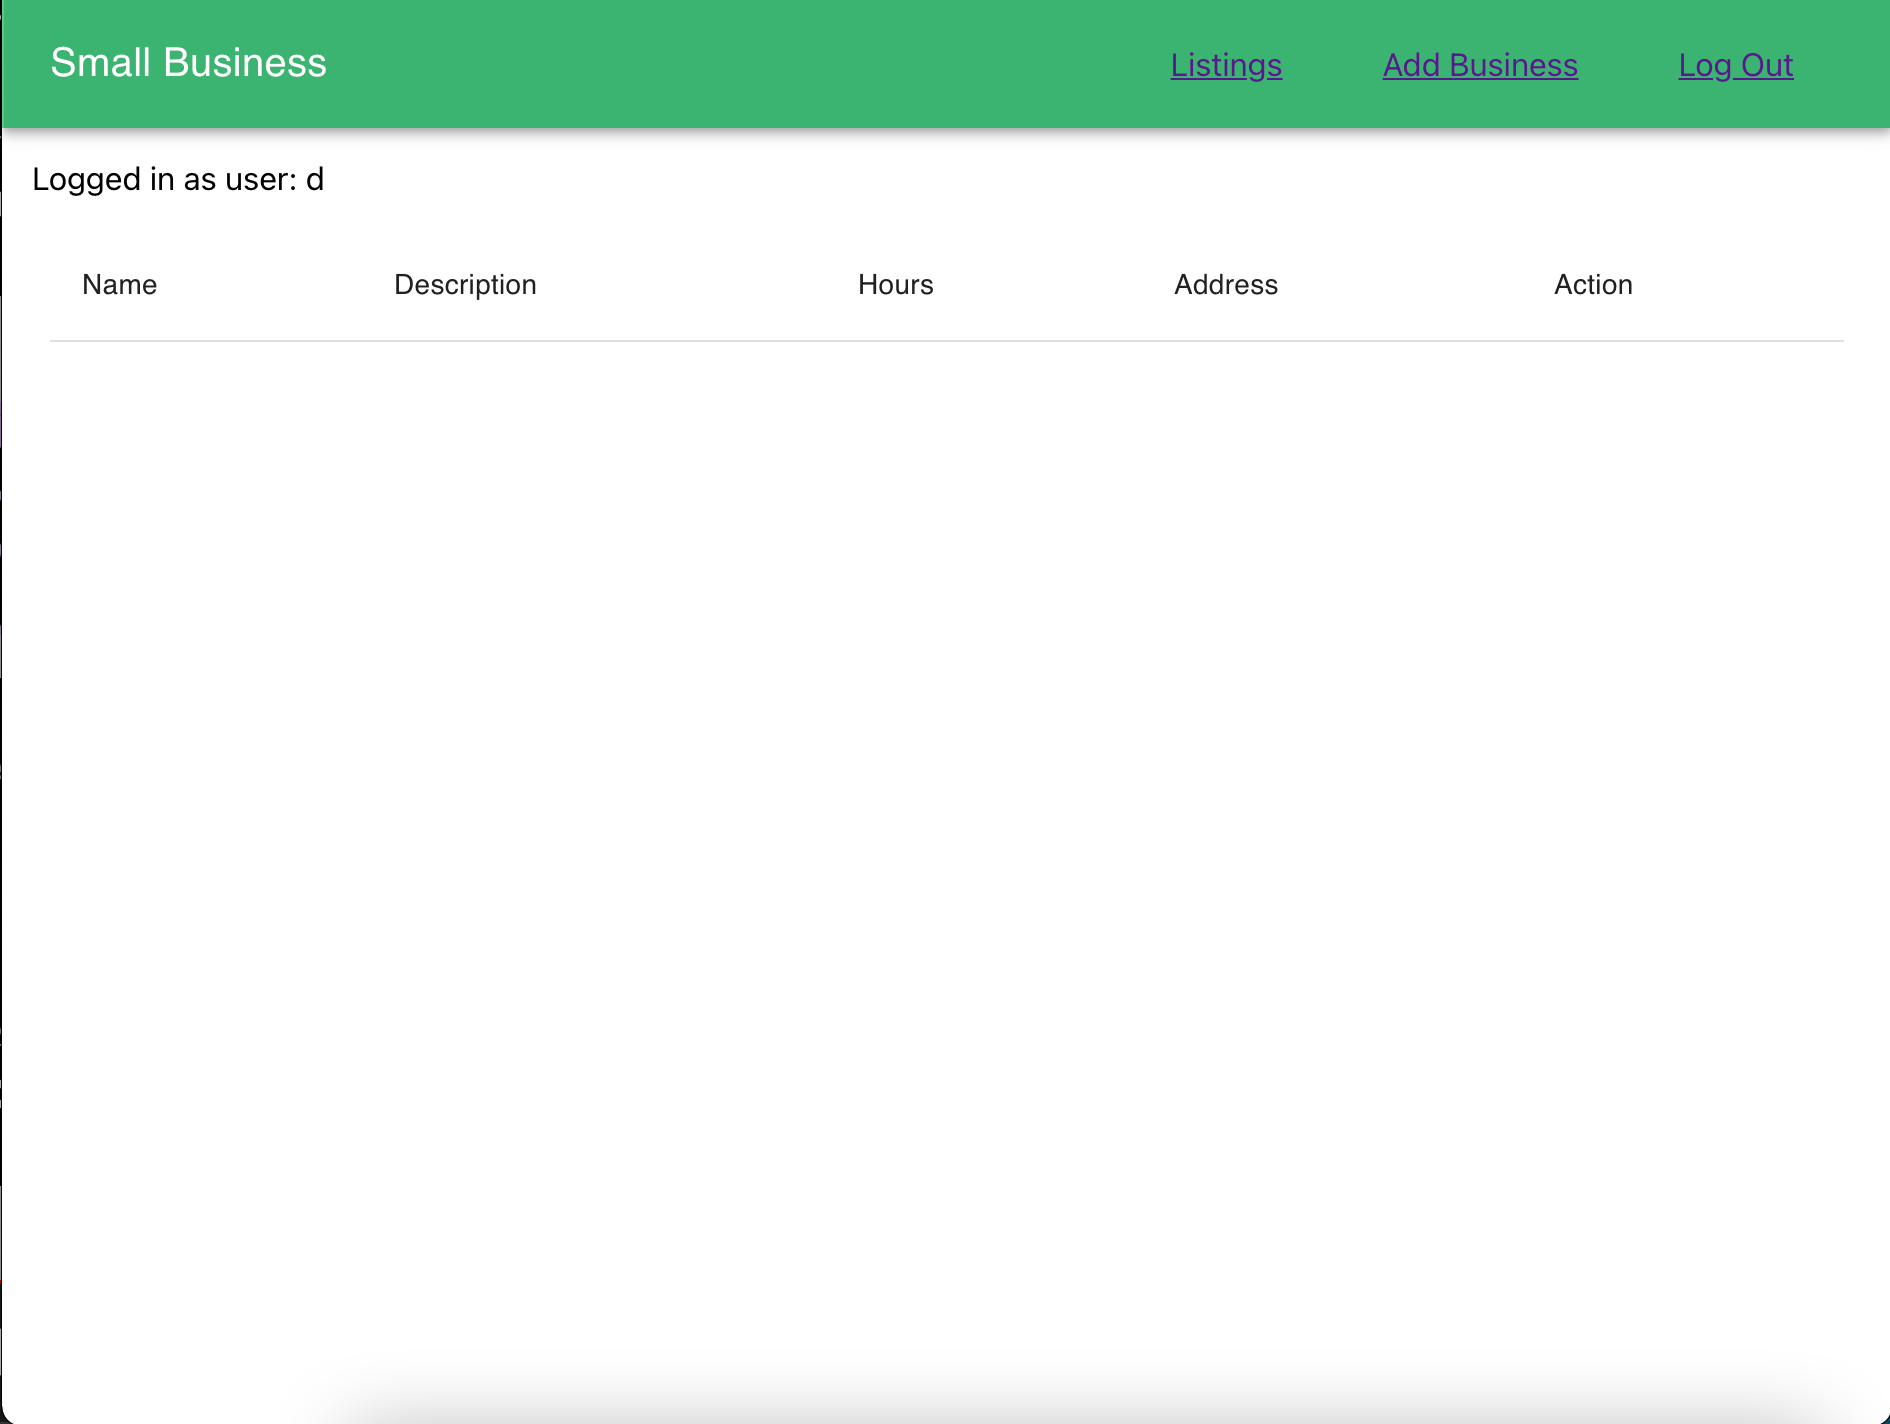 Small Business Listings Add Business Log Out
Logged in as user: d
Name Description Hours Address Action